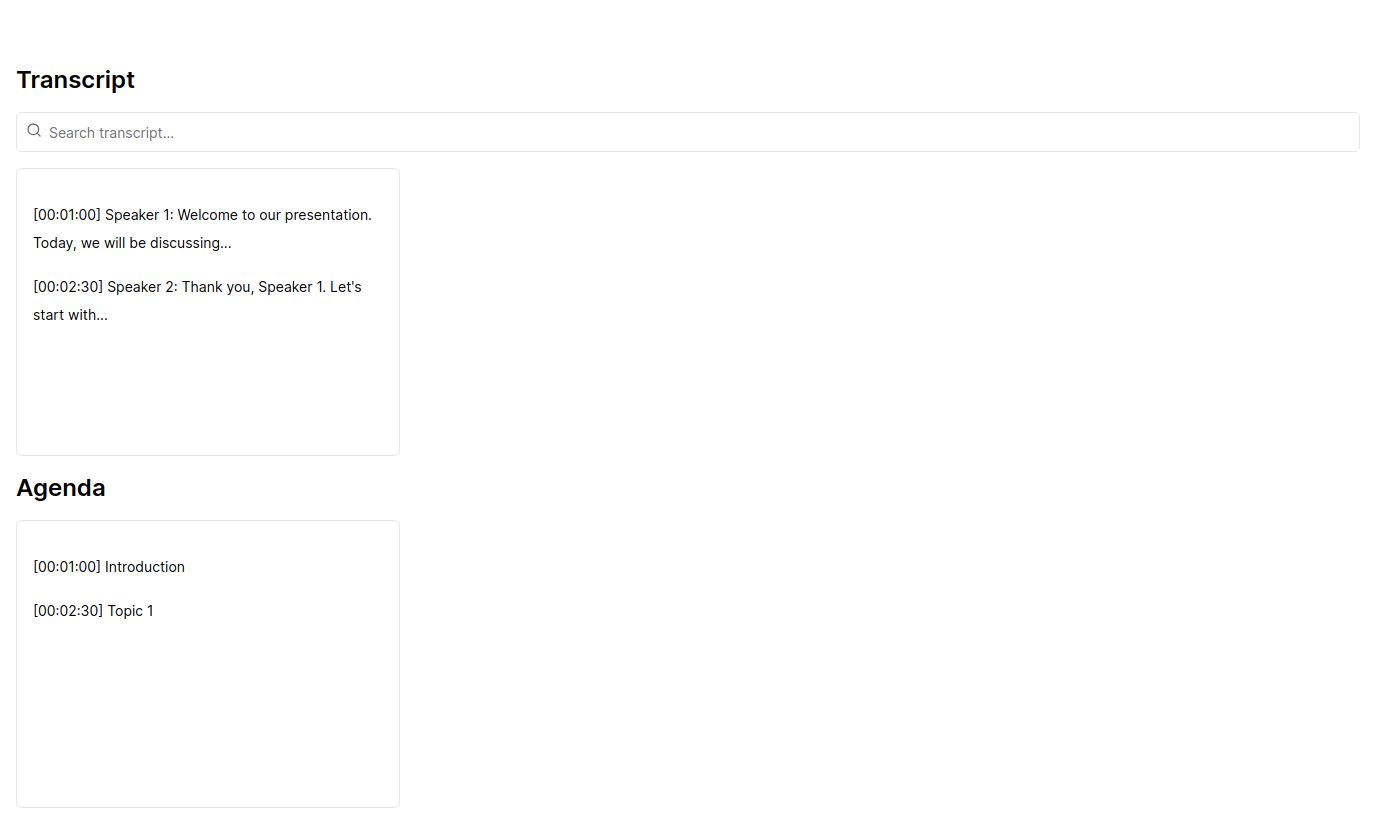 Transcript
Search transcript...
[00:01:00] Speaker 1: Welcome to our presentation.
Today, we will be discussing...
[00:02:30] Speaker 2: Thank you, Speaker 1. Let's
start with...
Agenda
[00:01:00] Introduction
[00:02:30] Topic 1